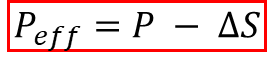 P_eff = P − ΔS